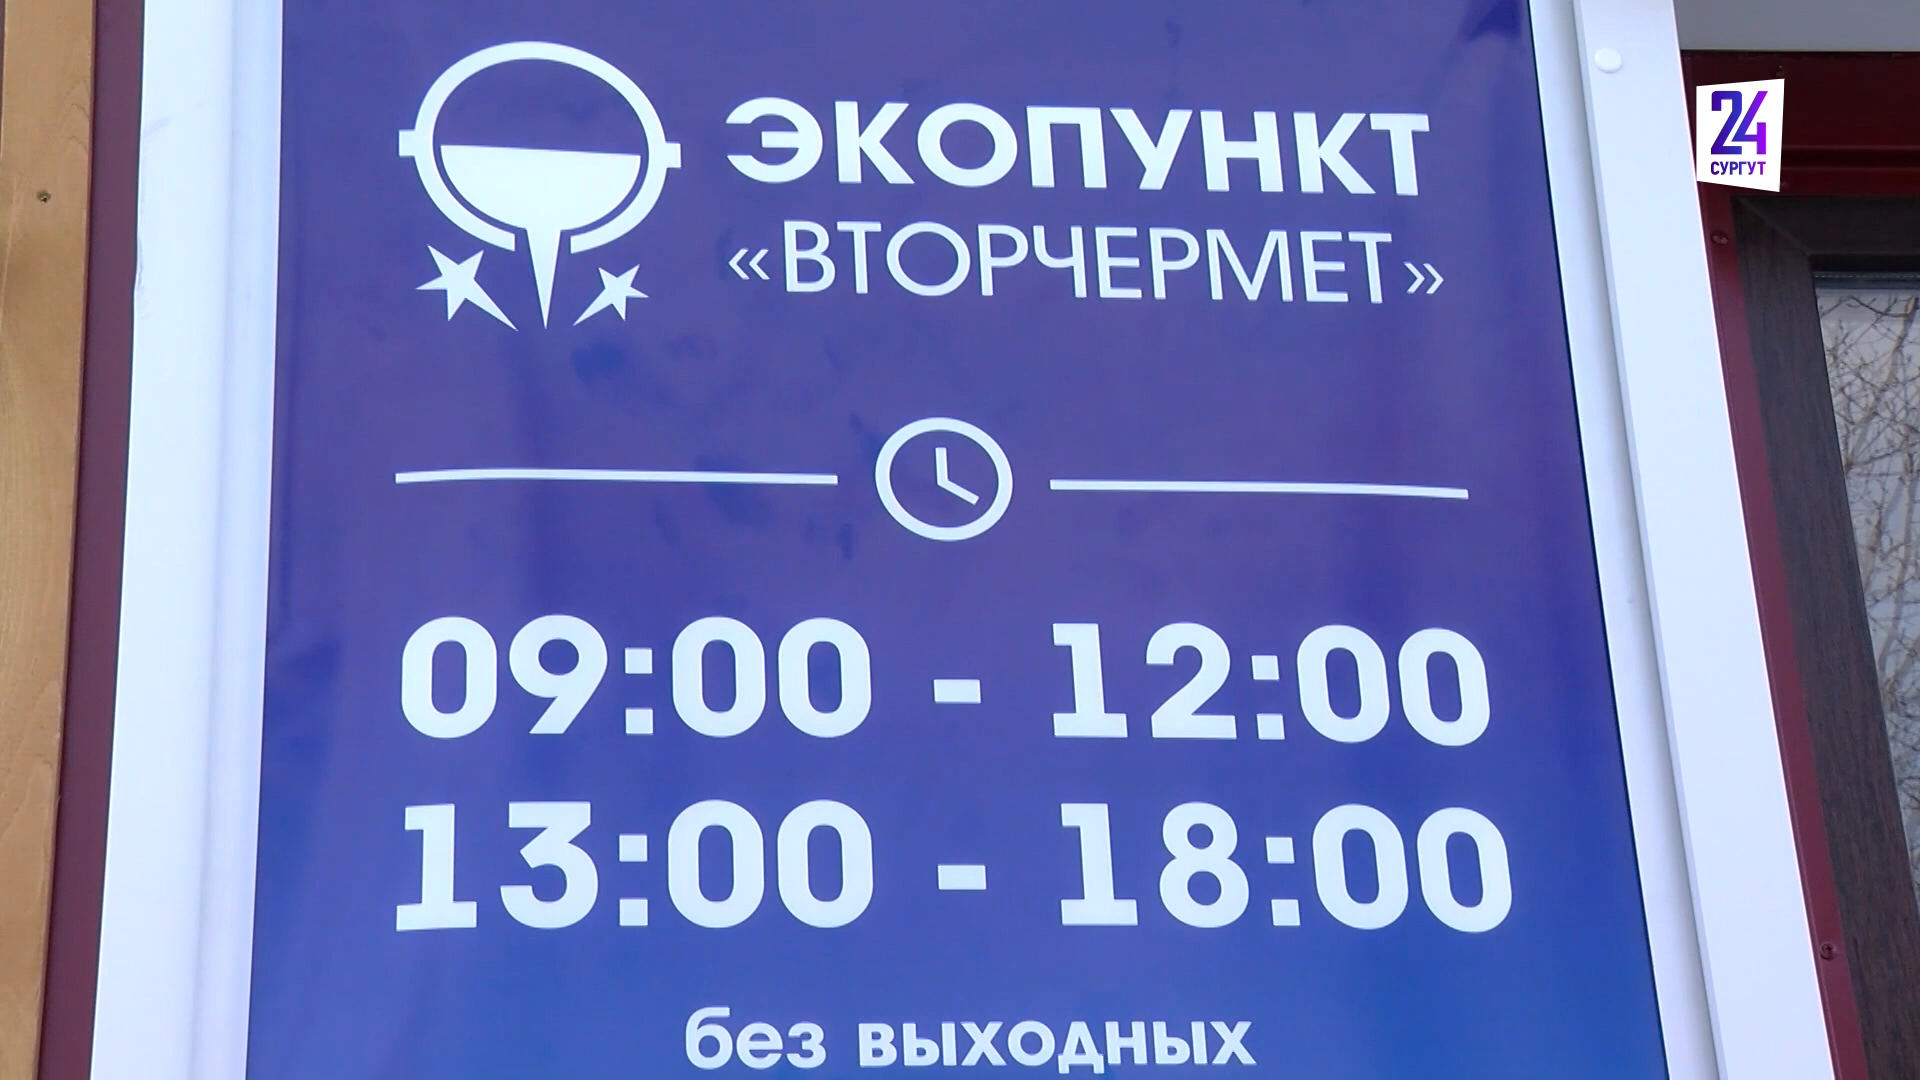 ЭКОПУНКТ
«ВТОРЧЕРМЕТ»
24
СУРГУТ
09:00 - 12:00
13:00 - 18:00
без выходных